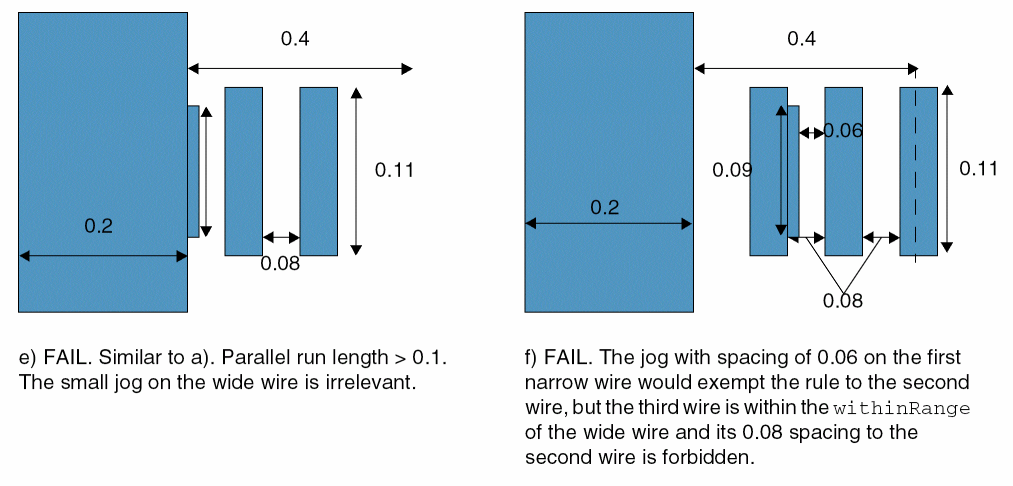 0.4
0.11
0.2
0.08
e) FAIL. Similar to a). Parallel run length > 0.1.
The small jog on the wide wire is irrelevant.
0.4
0.06
0.09
0.11
0.2
0.08
f) FAIL. The jog with spacing of 0.06 on the first
narrow wire would exempt the rule to the second
wire, but the third wire is within the withinRange
of the wide wire and its 0.08 spacing to the
second wire is forbidden.